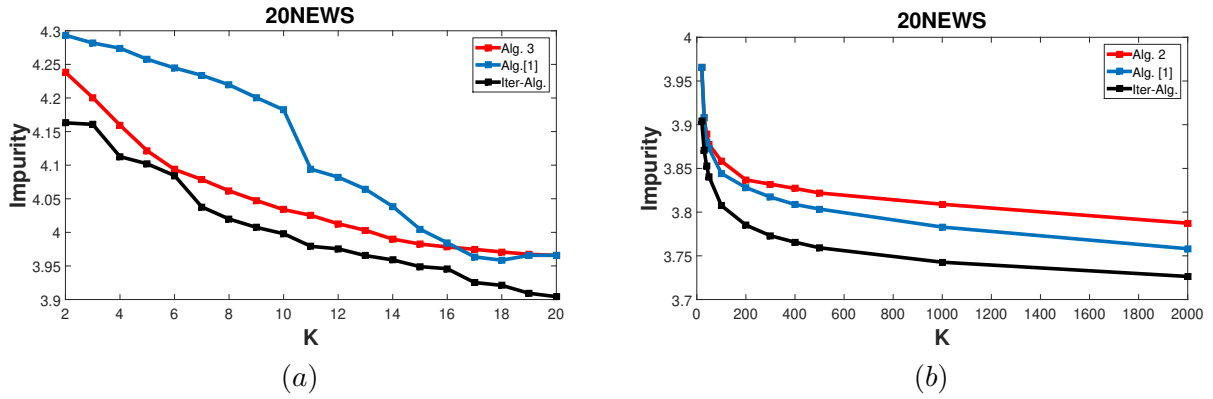 20NEWS
4.3
4.25
4.2
4.15
4.1
4.05
4
3.95
3.9
Impurity
Alg. 3
Alg.[1]
Iter-Alg.
2 4 6 8 10 12 14 16 18 20
K
(a)
20NEWS
4
3.95
3.9
3.85
3.8
3.75
3.7
Impurity
Alg. 2
Alg. [1]
Iter-Alg.
0 200 400 600 800 1000 1200 1400 1600 1800 2000
K
(b)